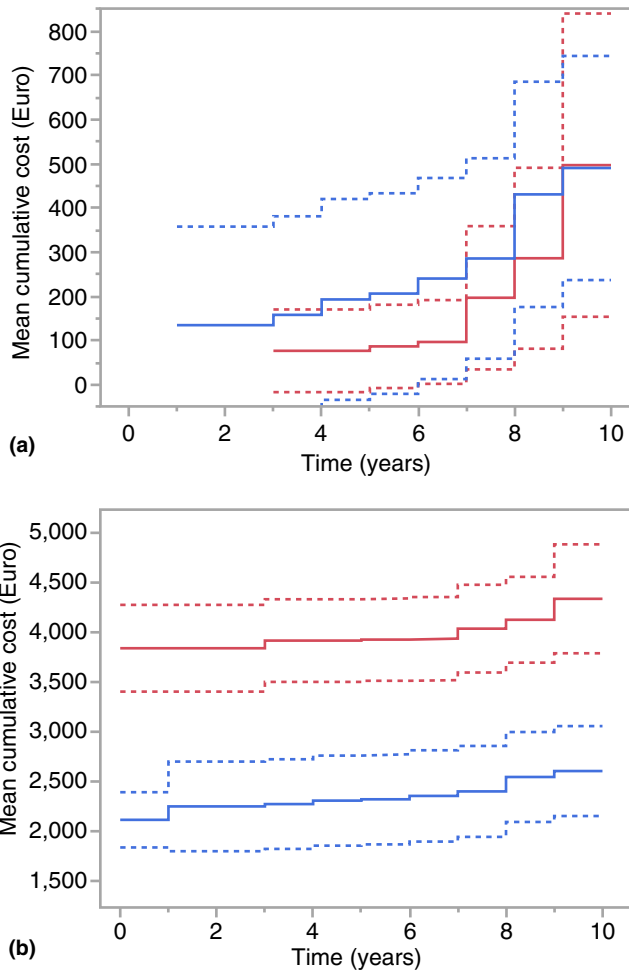 Mean cumulative cost (Euro)
800
700
600
500
400
300
200
100
0
0 2 4 6 8 10
Time (years)
(a)
Mean cumulative cost (Euro)
5,000
4,500
4,000
3,500
3,000
2,500
2,000
1,500
0 2 4 6 8 10
Time (years)
(b)